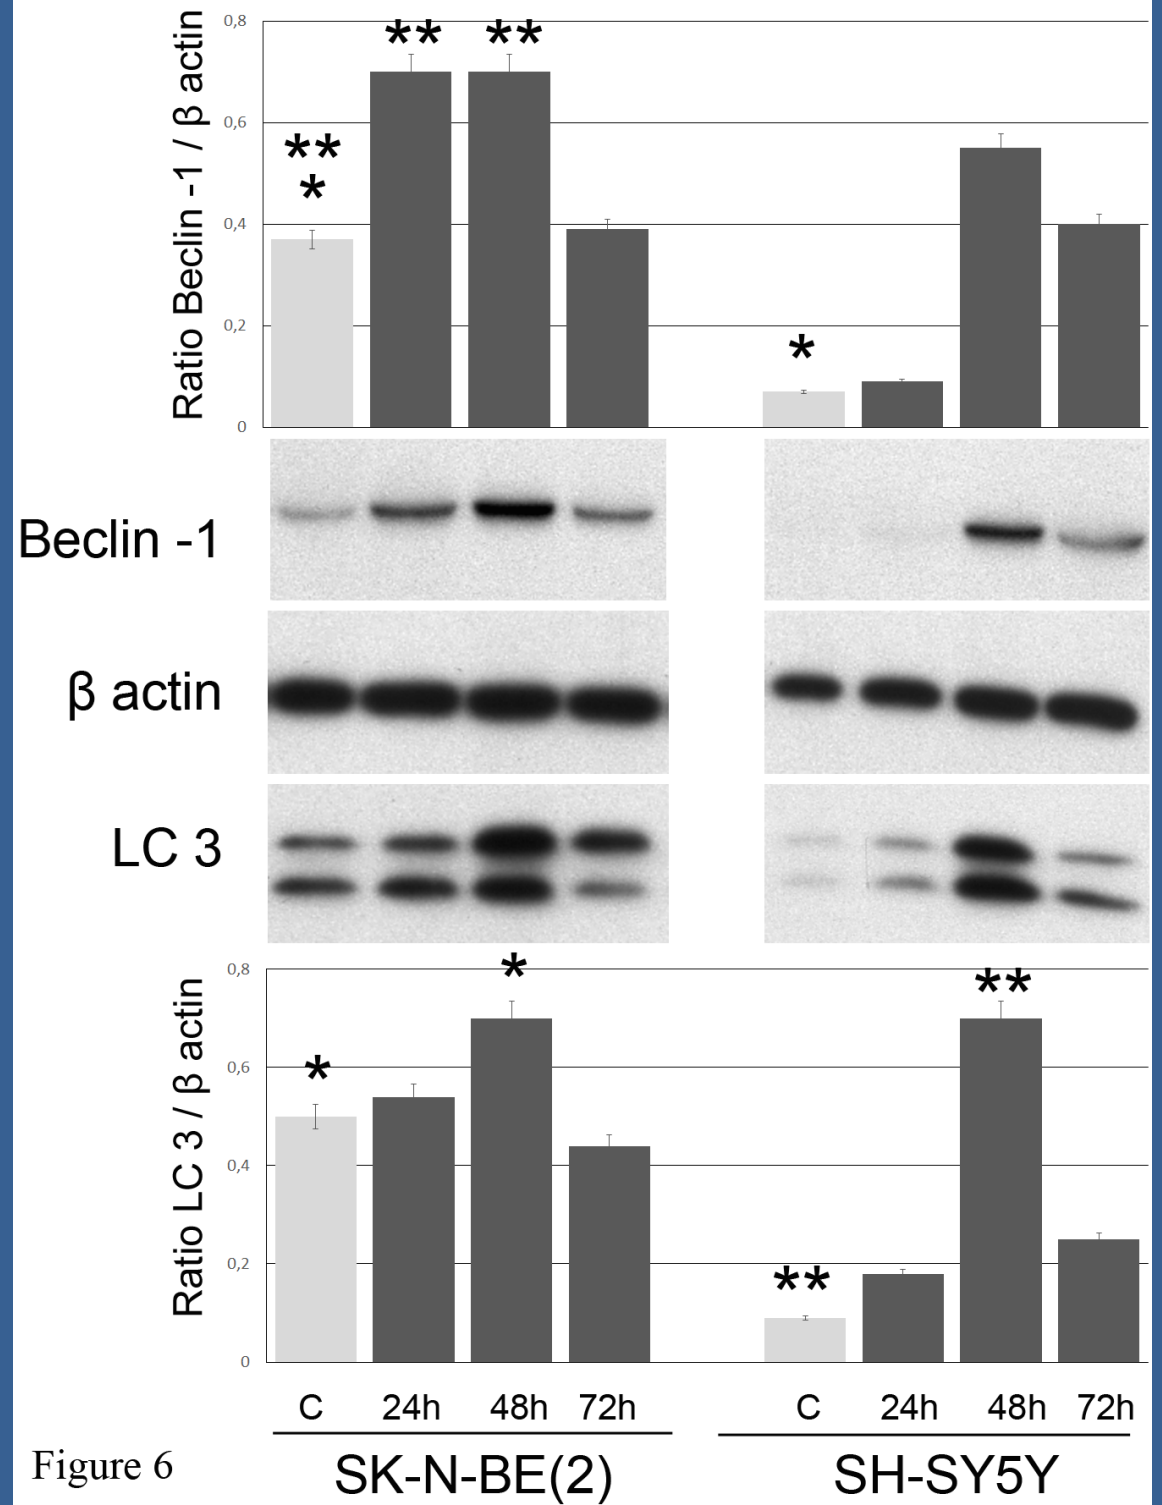 Ratio Beclin -1 / β actin
0,8
0,6
0,4
0,2
0
** **
**
*
*
Beclin -1
β actin
LC 3
Ratio LC 3 / β actin
0,8
0,6
0,4
0,2
0
*
*
**
**
C 24h 48h 72h C 24h 48h 72h
SK-N-BE(2) SH-SY5Y
Figure 6